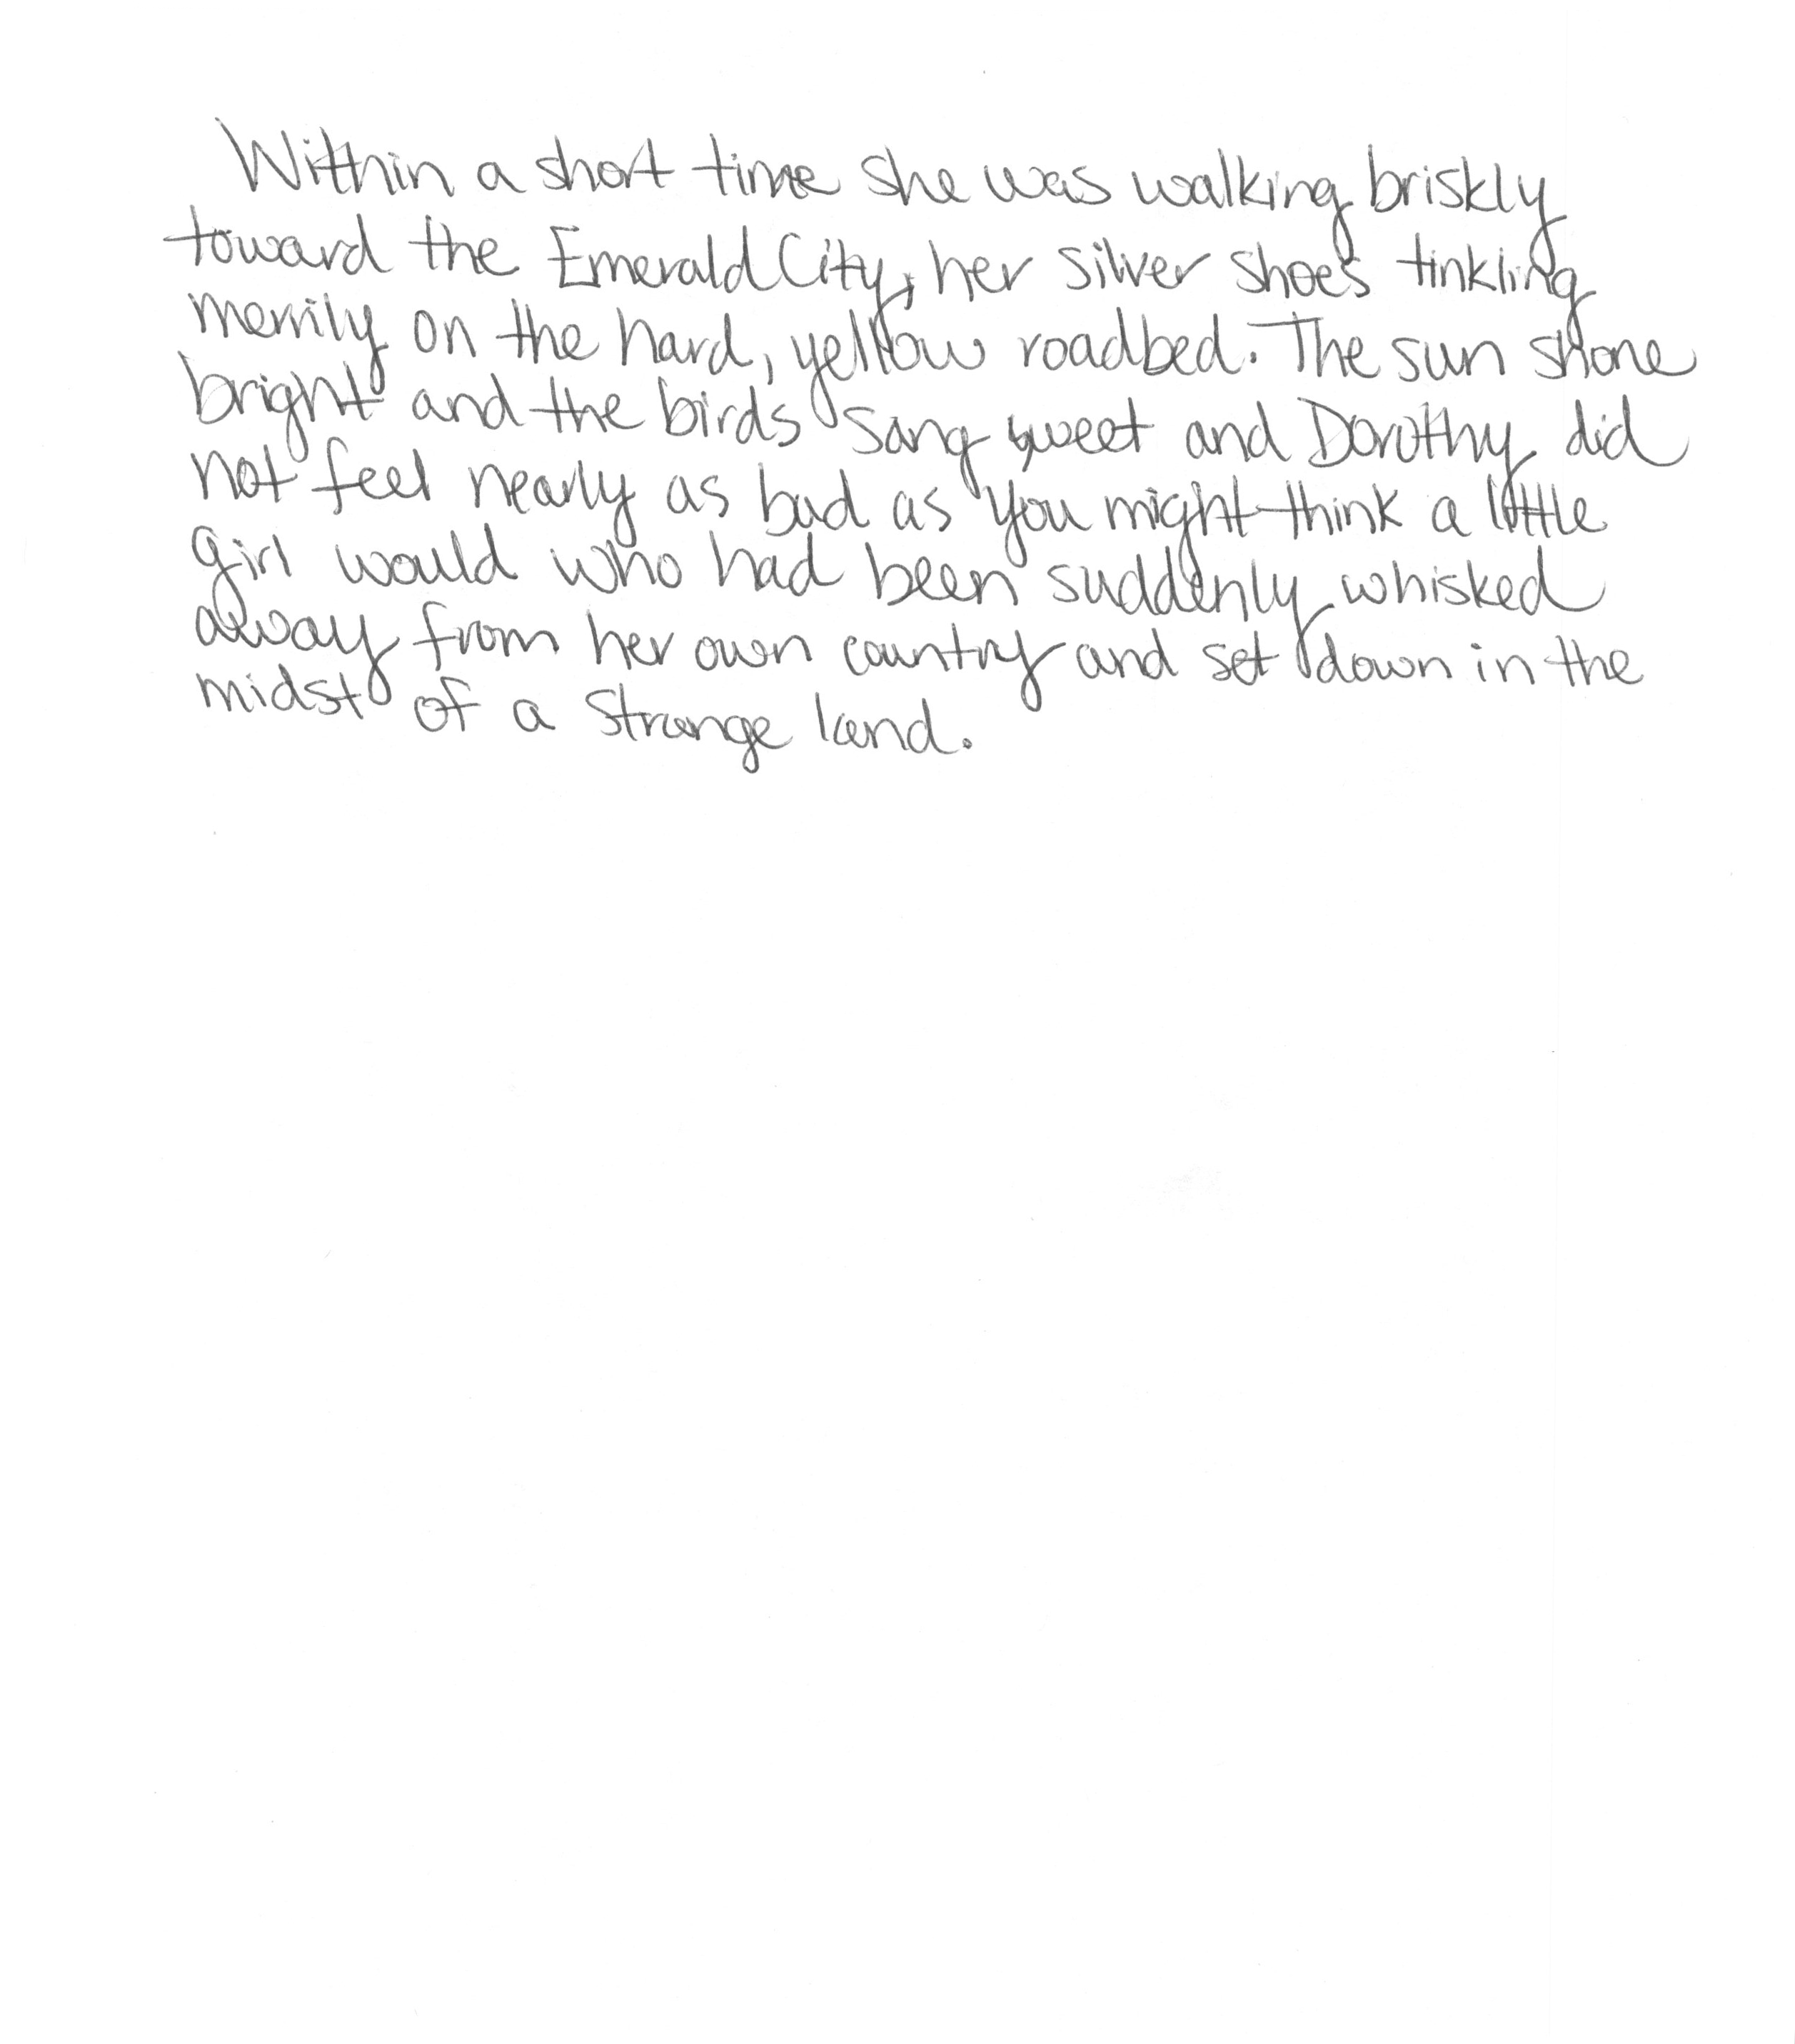 Within a short time she was walking briskly
toward the Emerald City, her silver shoes tinkling
merrily on the hard, yellow roadbed. The sun shone
bright and the birds sang sweet and Dorothy did
not feel nearly as bad as you might think a little
girl would who had been suddenly whisked
away from her own country and set down in the
midst of a strange land.